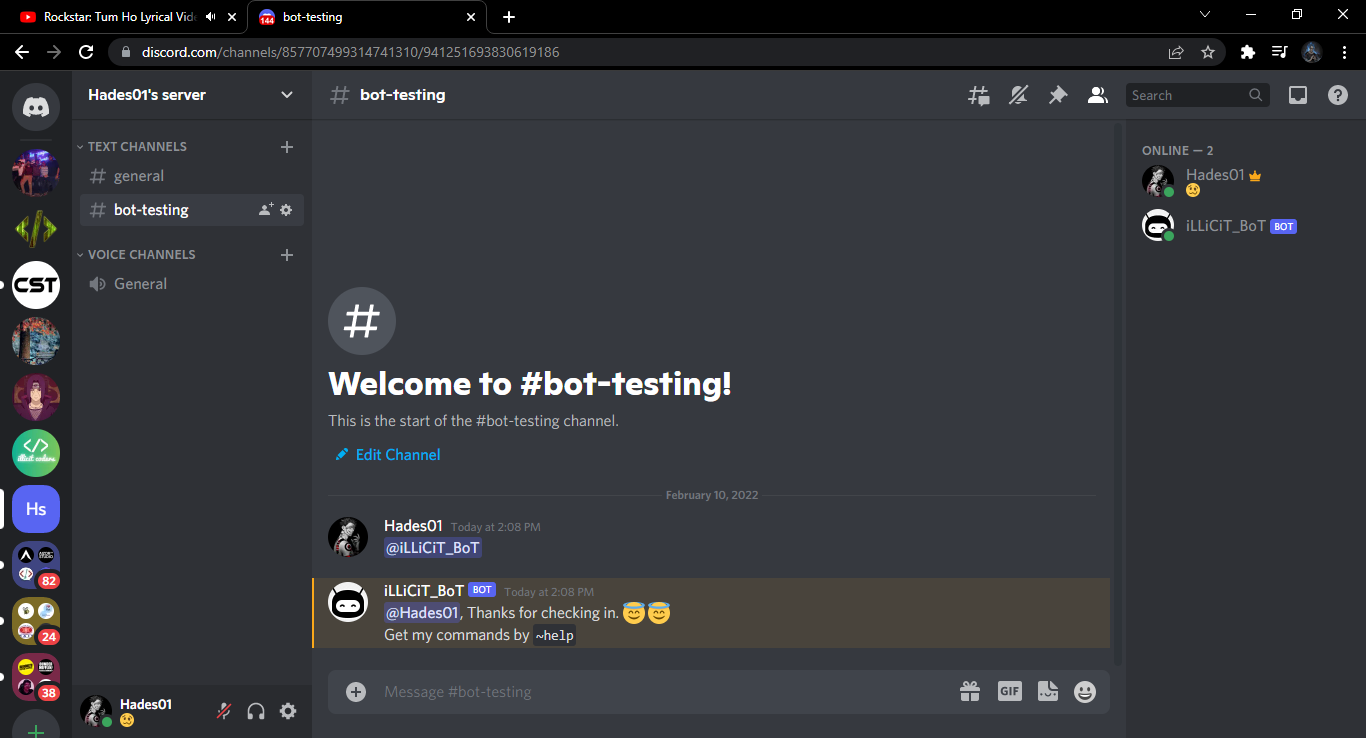 Rockstar: Tum Ho Lyrical Vide
144
bot-testing
discord.com/channels/857707499314741310/941251693830619186
Hades01's server
# bot-testing
Search
TEXT CHANNELS
# general
# bot-testing
VOICE CHANNELS
General
CST
</>
illicit coders
Hs
82
24
38
#
Welcome to #bot-testing!
This is the start of the #bot-testing channel.
Edit Channel
February 10, 2022
Hades01 Today at 2:08 PM
@iLLiCiT_BoT
iLLiCiT_BoT BOT Today at 2:08 PM
@Hades01, Thanks for checking in. 😇😇
Get my commands by ~help
Message #bot-testing
GIF
Hades01
ONLINE — 2
Hades01
iLLiCiT_BoT BOT